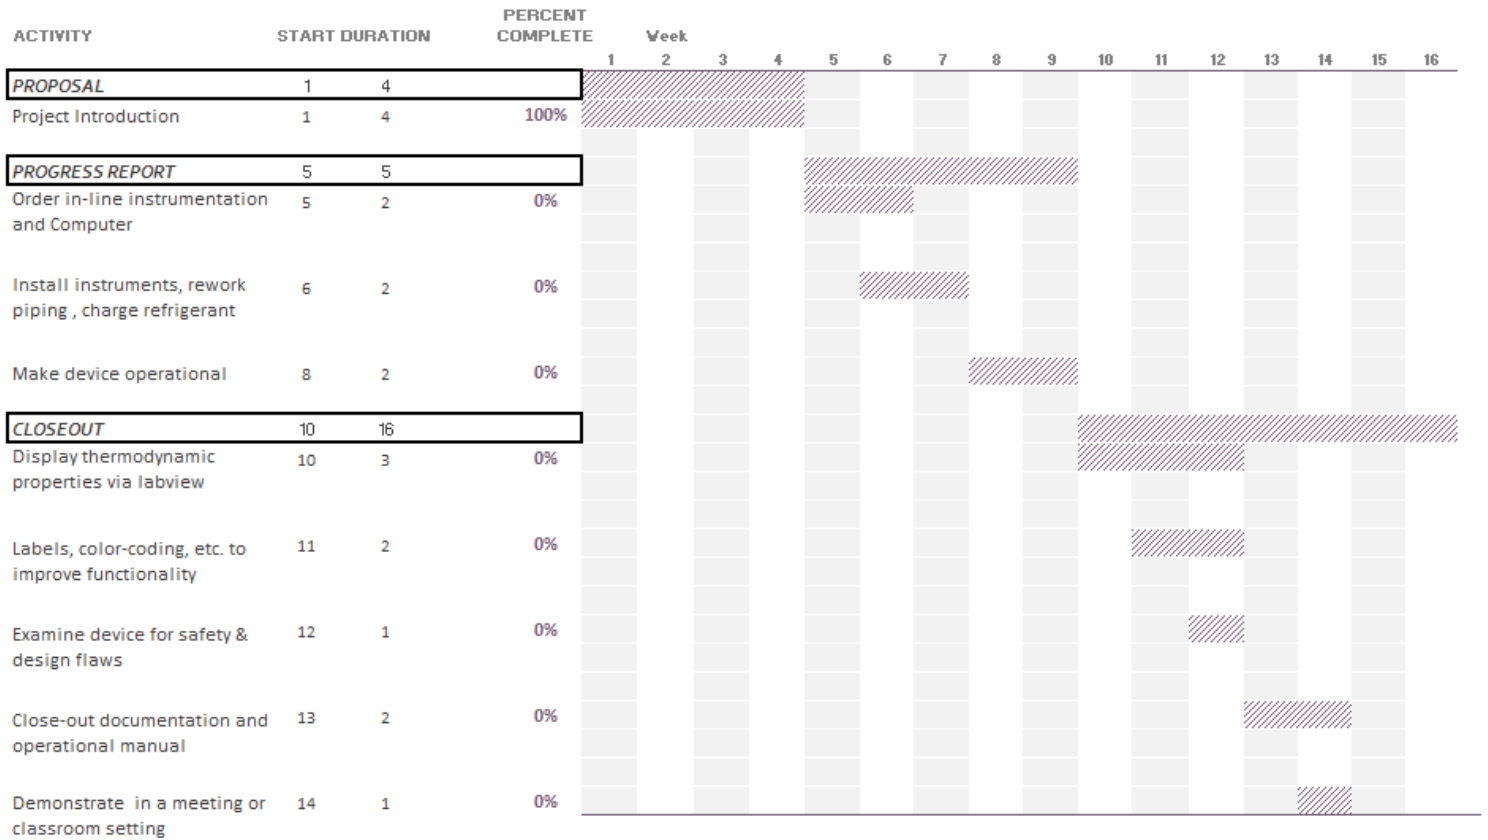 PERCENT
ACTIVITY START DURATION COMPLETE Week
1 2 3 4 5 6 7 8 9 10 11 12 13 14 15 16
PROPOSAL 1 4
Project Introduction 1 4 100%
PROGRESS REPORT 5 5
Order in-line instrumentation 5 2 0%
and Computer
Install instruments, rework 6 2 0%
piping , charge refrigerant
Make device operational 8 2 0%
CLOSEOUT 10 16
Display thermodynamic 10 3 0%
properties via labview
Labels, color-coding, etc. to 11 2 0%
improve functionality
Examine device for safety & 12 1 0%
design flaws
Close-out documentation and 13 2 0%
operational manual
Demonstrate in a meeting or 14 1 0%
classroom setting